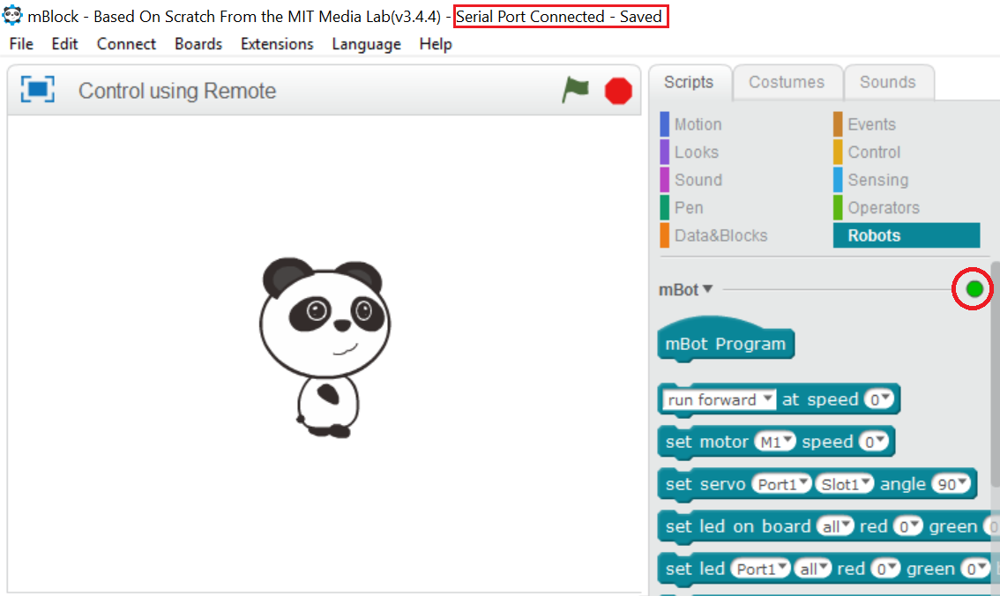 mBlock - Based On Scratch From the MIT Media Lab(v3.4.4) - Serial Port Connected - Saved
File Edit Connect Boards Extensions Language Help
Control using Remote
Scripts Costumes Sounds
Motion Events
Looks Control
Sound Sensing
Pen Operators
Data&Blocks Robots
mBot
mBot Program
run forward at speed 0
set motor M1 speed 0
set servo Port1 Slot1 angle 90
set led on board all red 0 green 0
set led Port1 all red 0 green 0